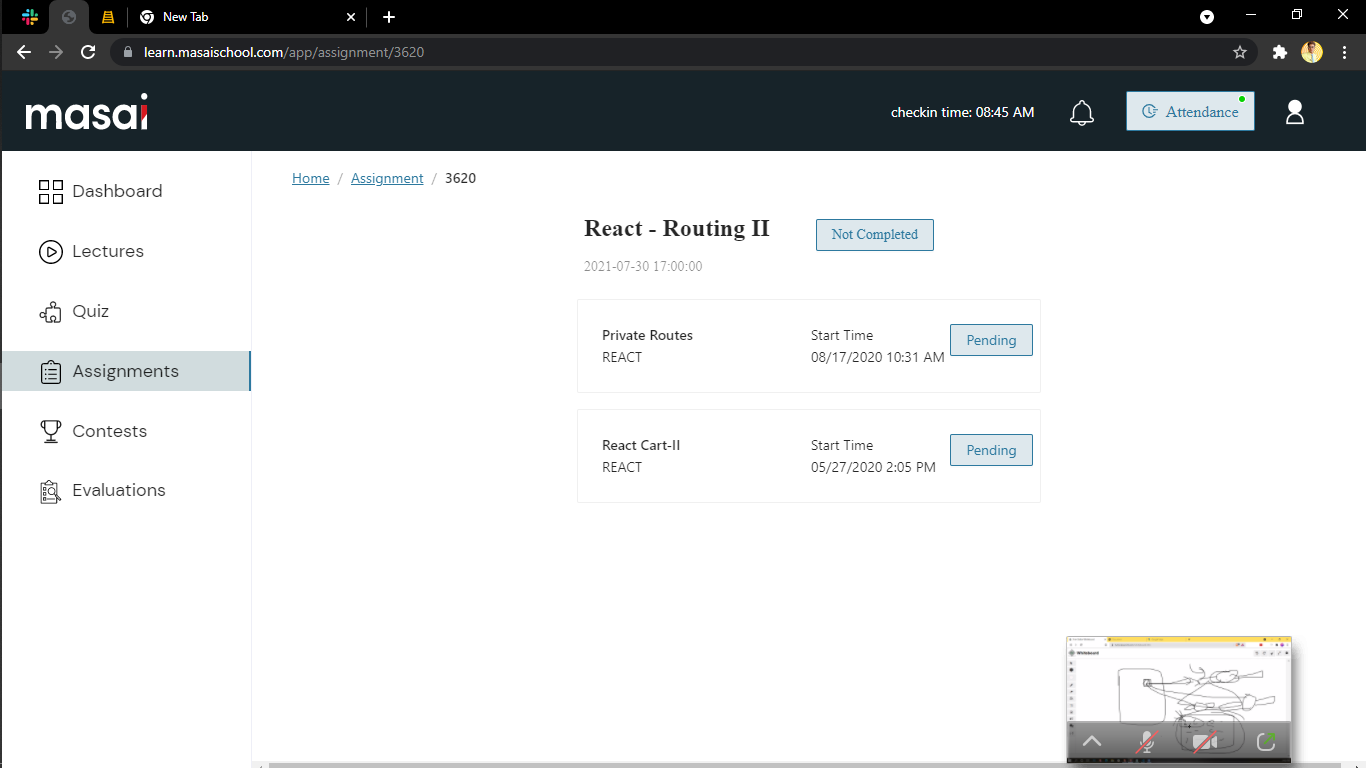 New Tab
learn.masaischool.com/app/assignment/3620
masai
checkin time: 08:45 AM
Attendance
Dashboard
Lectures
Quiz
Assignments
Contests
Evaluations
Home / Assignment / 3620
React - Routing II
Not Completed
2021-07-30 17:00:00
Private Routes
REACT
Start Time
08/17/2020 10:31 AM
Pending
React Cart-II
REACT
Start Time
05/27/2020 2:05 PM
Pending
Whiteboard